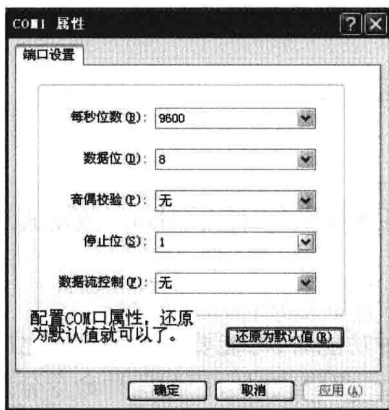 COM1 属性
端口设置
每秒位数(B): 9600
数据位(D): 8
奇偶校验(P): 无
停止位(S): 1
数据流控制(F): 无
配置COM口属性，还原
为默认值就可以了。
还原为默认值(R)
确定 取消 应用(A)